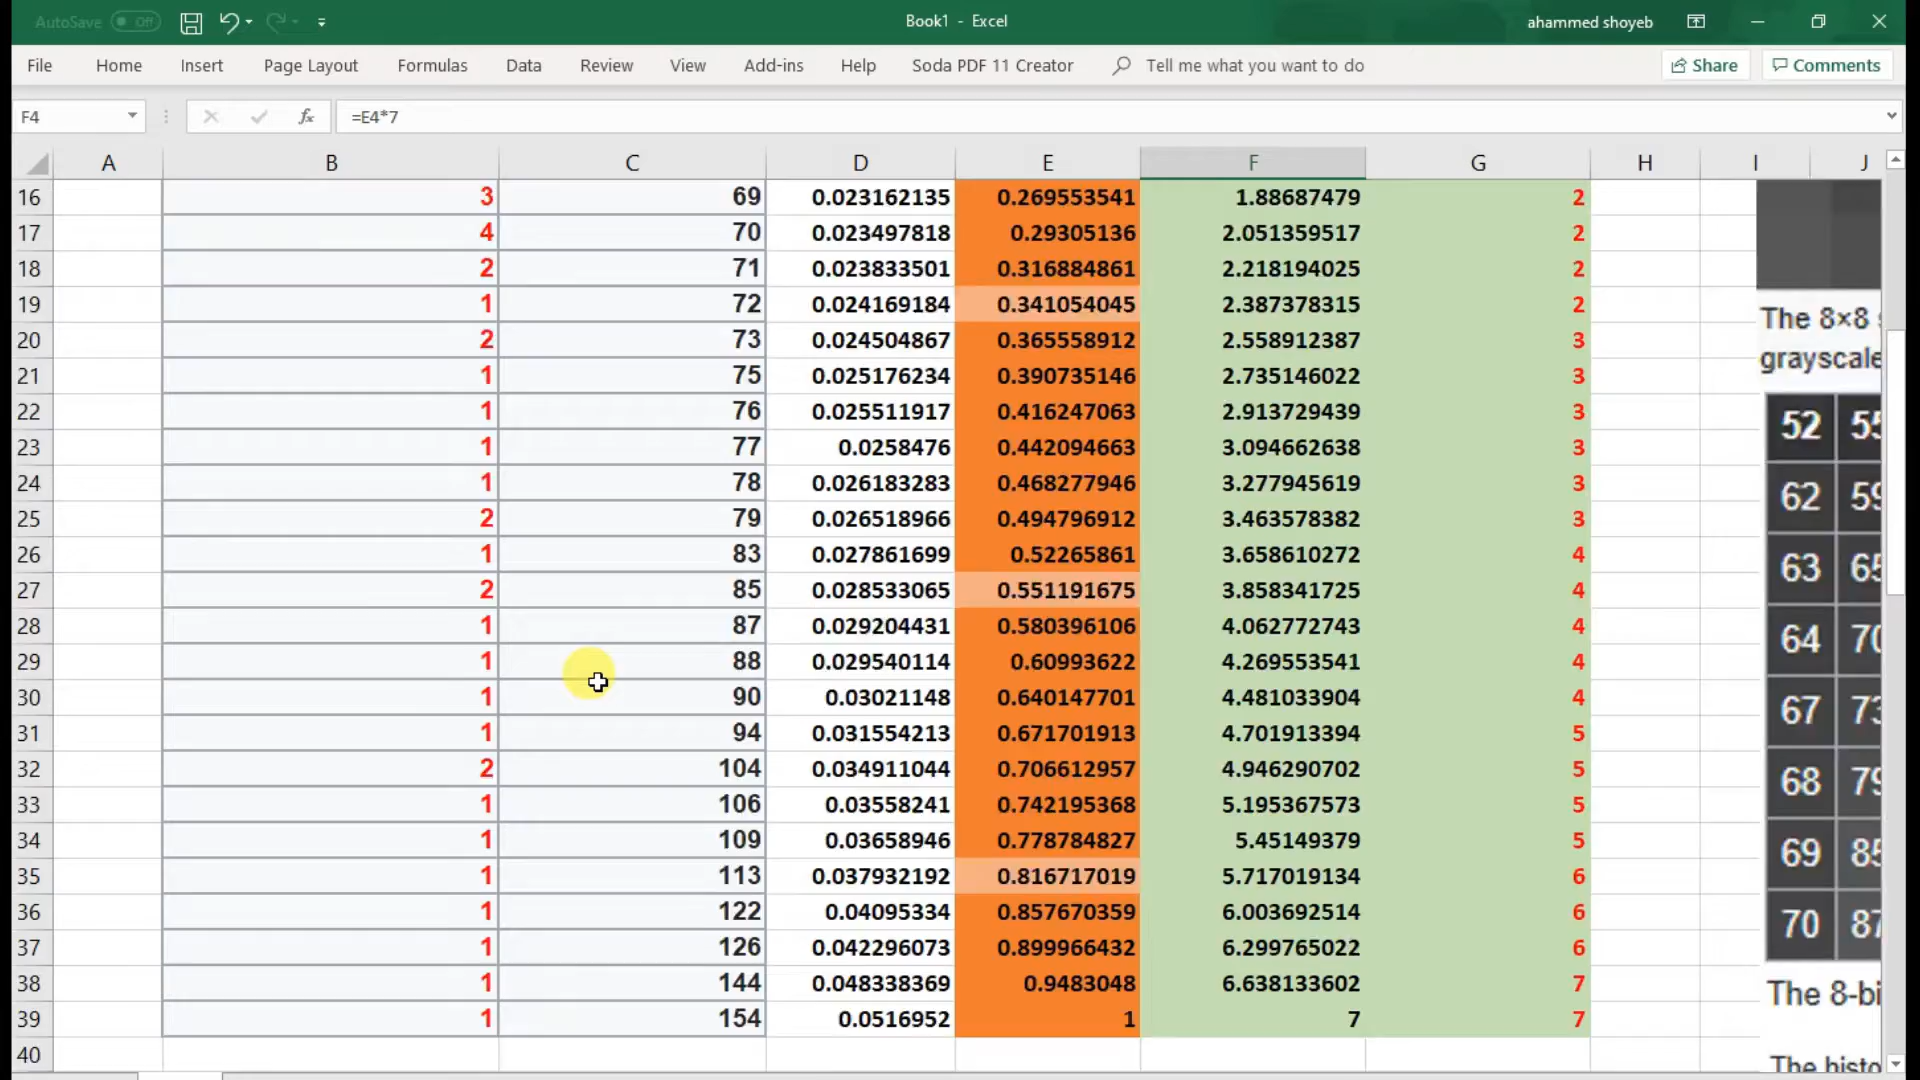 AutoSave Off Book1 - Excel ahammed shoyeb
File Home Insert Page Layout Formulas Data Review View Add-ins Help Soda PDF 11 Creator Tell me what you want to do Share Comments
F4 fx =E4*7
A B C D E F G H I J
16 3 69 0.023162135 0.269553541 1.88687479 2
17 4 70 0.023497818 0.29305136 2.051359517 2
18 2 71 0.023833501 0.316884861 2.218194025 2
19 1 72 0.024169184 0.341054045 2.387378315 2
20 2 73 0.024504867 0.365558912 2.558912387 3
21 1 75 0.025176234 0.390735146 2.735146022 3
22 1 76 0.025511917 0.416247063 2.913729439 3
23 1 77 0.0258476 0.442094663 3.094662638 3
24 1 78 0.026183283 0.468277946 3.277945619 3
25 2 79 0.026518966 0.494796912 3.463578382 3
26 1 83 0.027861699 0.52265861 3.658610272 4
27 2 85 0.028533065 0.551191675 3.858341725 4
28 1 87 0.029204431 0.580396106 4.062772743 4
29 1 88 0.029540114 0.60993622 4.269553541 4
30 1 90 0.03021148 0.640147701 4.481033904 4
31 1 94 0.031554213 0.671701913 4.701913394 5
32 2 104 0.034911044 0.706612957 4.946290702 5
33 1 106 0.03558241 0.742195368 5.195367573 5
34 1 109 0.03658946 0.778784827 5.45149379 5
35 1 113 0.037932192 0.816717019 5.717019134 6
36 1 122 0.04095334 0.857670359 6.003692514 6
37 1 126 0.042296073 0.899966432 6.299765022 6
38 1 144 0.048338369 0.9483048 6.638133602 7
39 1 154 0.0516952 1 7 7
40
The 8×8
grayscale
52 55
62 59
63 65
64 70
67 73
68 79
69 85
70 87
The 8-bi
The histo